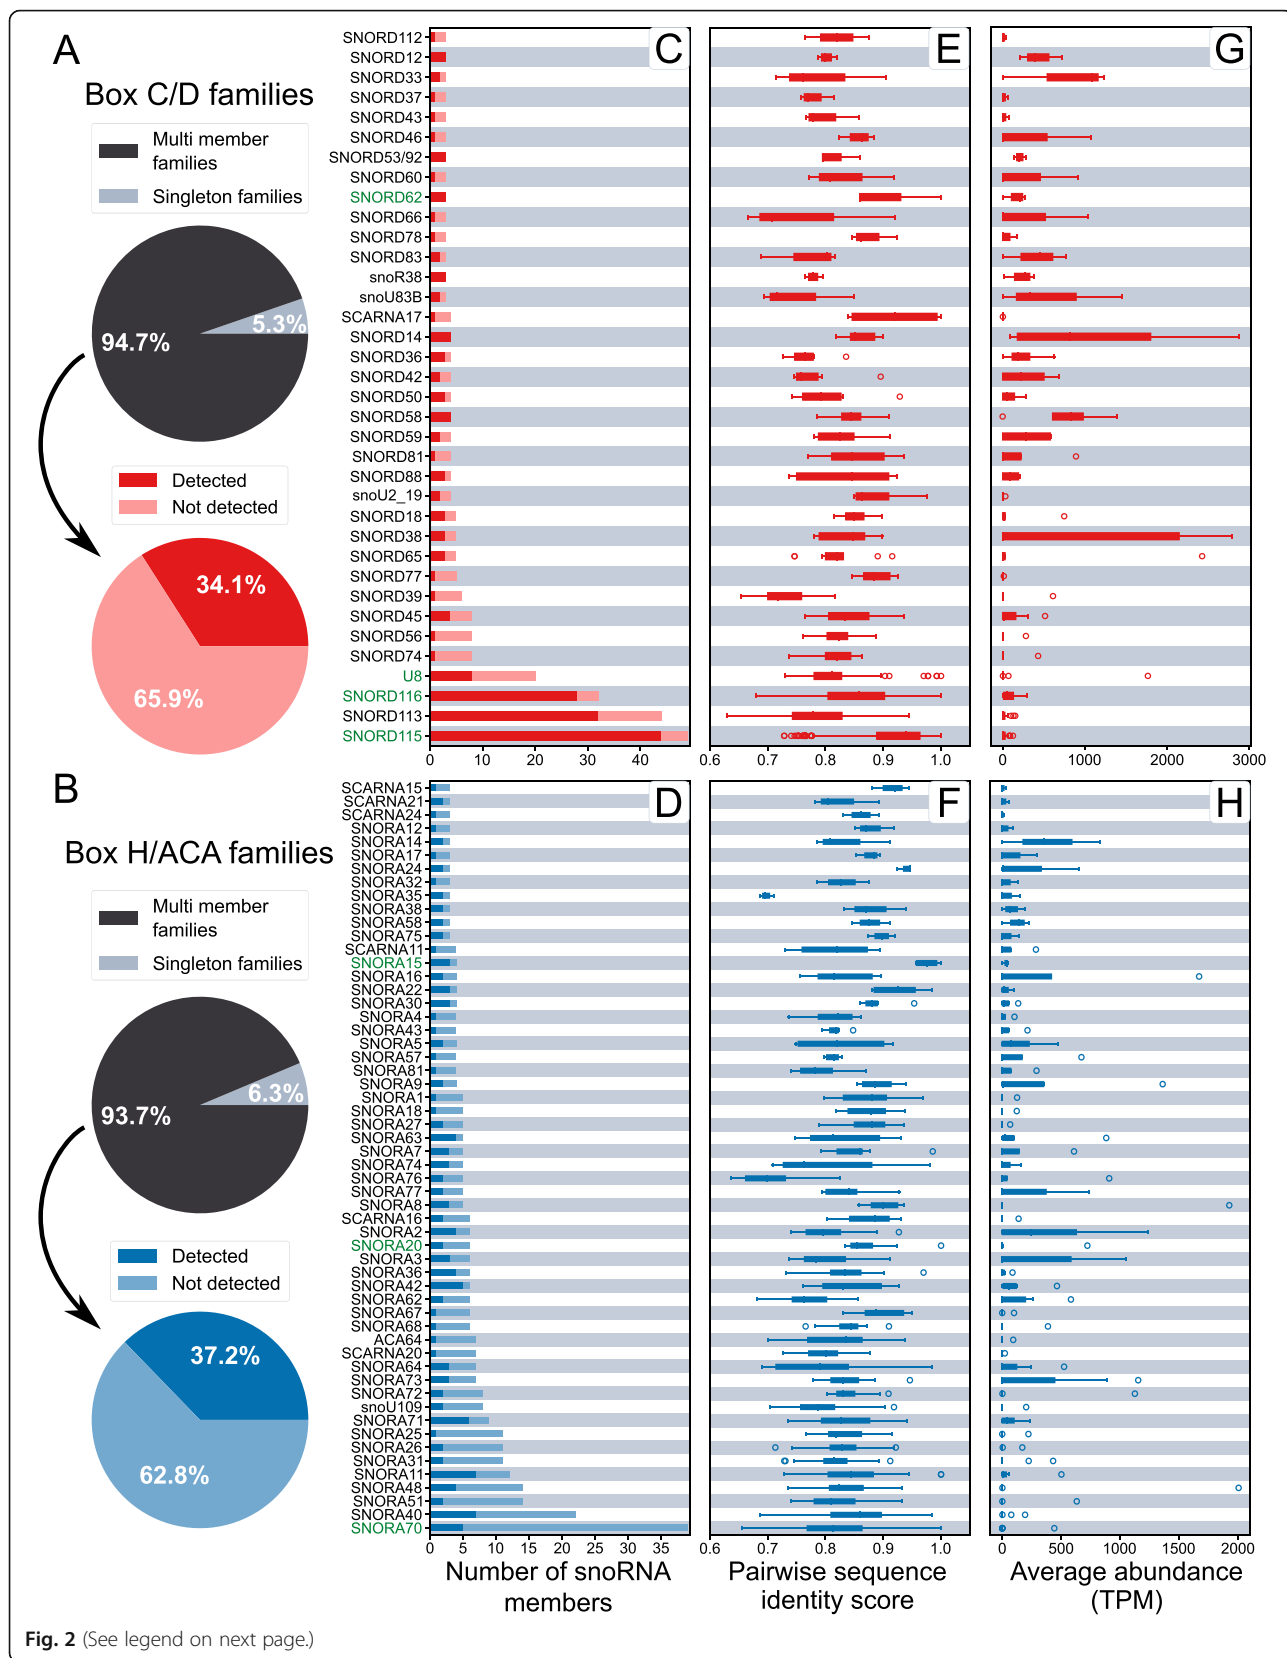 A
Box C/D families
Multi member
families
Singleton families
94.7%
5.3%
Detected
Not detected
34.1%
65.9%
C
E
G
SNORD112
SNORD12
SNORD33
SNORD37
SNORD43
SNORD46
SNORD53/92
SNORD60
SNORD62
SNORD66
SNORD78
SNORD83
snoR38
snoU83B
SCARNA17
SNORD14
SNORD36
SNORD42
SNORD50
SNORD58
SNORD59
SNORD81
SNORD88
snoU2_19
SNORD18
SNORD38
SNORD65
SNORD77
SNORD39
SNORD45
SNORD56
SNORD74
U8
SNORD116
SNORD113
SNORD115
0 10 20 30 40
0.6 0.7 0.8 0.9 1.0
0 1000 2000 3000
B
Box H/ACA families
Multi member
families
Singleton families
93.7%
6.3%
Detected
Not detected
37.2%
62.8%
D
F
H
SCARNA15
SCARNA21
SCARNA24
SNORA12
SNORA14
SNORA17
SNORA24
SNORA32
SNORA35
SNORA38
SNORA58
SNORA75
SCARNA11
SNORA15
SNORA16
SNORA22
SNORA30
SNORA4
SNORA43
SNORA5
SNORA57
SNORA81
SNORA9
SNORA1
SNORA18
SNORA27
SNORA63
SNORA7
SNORA74
SNORA76
SNORA77
SNORA8
SCARNA16
SNORA2
SNORA20
SNORA3
SNORA36
SNORA42
SNORA62
SNORA67
SNORA68
ACA64
SCARNA20
SNORA64
SNORA73
SNORA72
snoU109
SNORA71
SNORA25
SNORA26
SNORA31
SNORA11
SNORA48
SNORA51
SNORA40
SNORA70
0 5 10 15 20 25 30 35
0.6 0.7 0.8 0.9 1.0
0 500 1000 1500 2000
Number of snoRNA
members
Pairwise sequence
identity score
Average abundance
(TPM)
Fig. 2 (See legend on next page.)